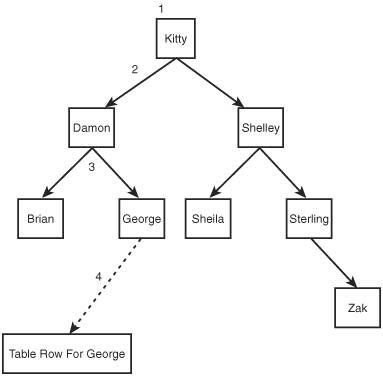 1
Kitty
2
Damon
Shelley
3
Brian
George
Sheila
Sterling
4
Zak
Table Row For George